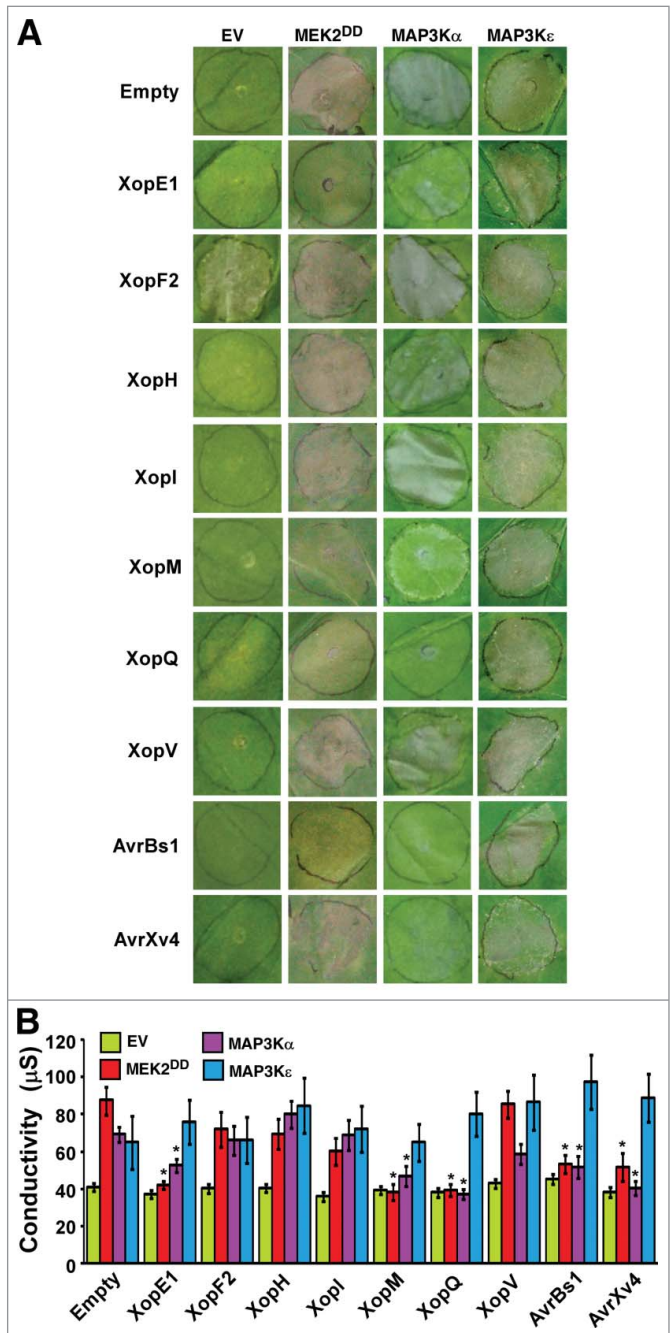 A
EV MEK2DD MAP3Kα MAP3Kε
Empty
XopE1
XopF2
XopH
XopI
XopM
XopQ
XopV
AvrBs1
AvrXv4
B
120
100
80
60
40
20
0
Conductivity (µS)
EV MAP3Kα
MEK2DD MAP3Kε
* *
* *
* *
* *
* *
Empty XopE1 XopF2 XopH XopI XopM XopQ XopV AvrBs1 AvrXv4